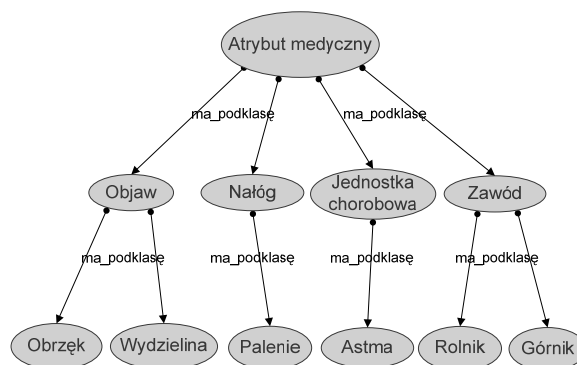 Atrybut medyczny
ma_podklasę ma_podklasę
Objaw Nałóg Jednostka chorobowa Zawód
ma_podklasę ma_podklasę ma_podklasę ma_podklasę
Obrzęk Wydzielina Palenie Astma Rolnik Górnik